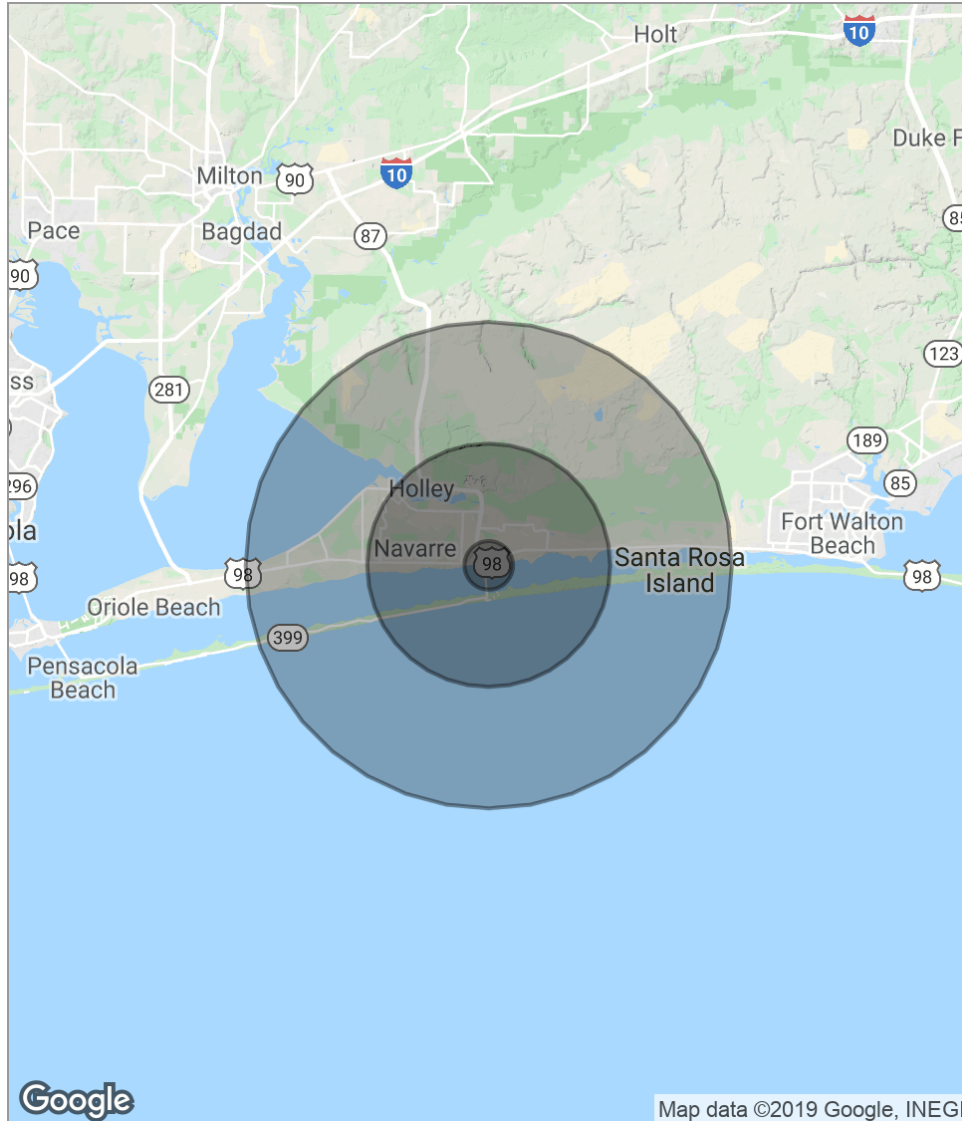 Holt
10
Duke F
Milton
90
10
85
Pace
Bagdad
87
90
123
ss
281
189
296
Holley
85
ola
Fort Walton
Beach
Navarre
98
98
98
Santa Rosa
Island
98
Oriole Beach
399
Pensacola
Beach
Google
Map data ©2019 Google, INEGI